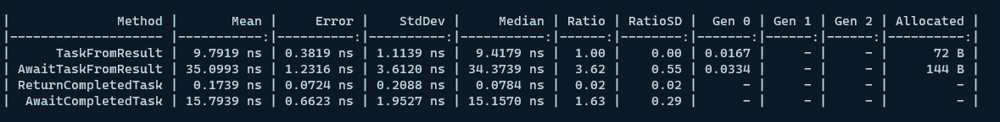 |              Method |       Mean |     Error |    StdDev |     Median | Ratio | RatioSD |  Gen 0 | Gen 1 | Gen 2 | Allocated |
|-------------------- |-----------:|----------:|----------:|-----------:|------:|--------:|-------:|------:|------:|----------:|
|      TaskFromResult |  9.7919 ns | 0.3819 ns | 1.1139 ns |  9.4179 ns |  1.00 |    0.00 | 0.0167 |     - |     - |      72 B |
| AwaitTaskFromResult | 35.0993 ns | 1.2316 ns | 3.6120 ns | 34.3739 ns |  3.62 |    0.55 | 0.0334 |     - |     - |     144 B |
| ReturnCompletedTask |  0.1739 ns | 0.0724 ns | 0.2088 ns |  0.0784 ns |  0.02 |    0.02 |      - |     - |     - |         - |
|  AwaitCompletedTask | 15.7939 ns | 0.6623 ns | 1.9527 ns | 15.1570 ns |  1.63 |    0.29 |      - |     - |     - |         - |